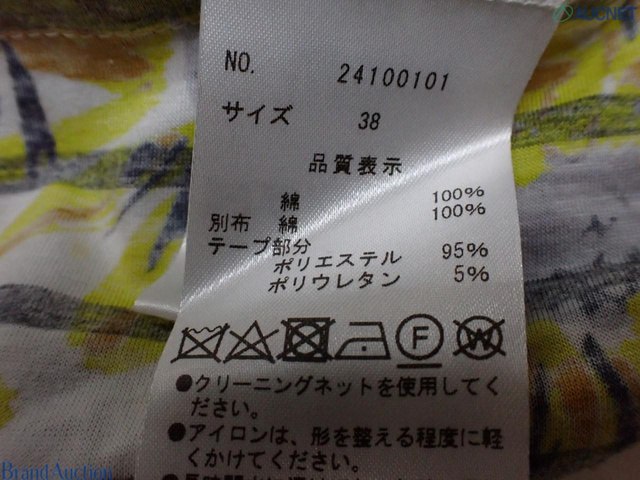 AUCNET
NO. 24100101
サイズ 38
品質表示
綿 100%
別布 綿 100%
テープ部分
ポリエステル 95%
ポリウレタン 5%
F W
●クリーニングネットを使用してく
ださい。
●アイロンは、形を整える程度に軽
くかけてください。
Brand Auction